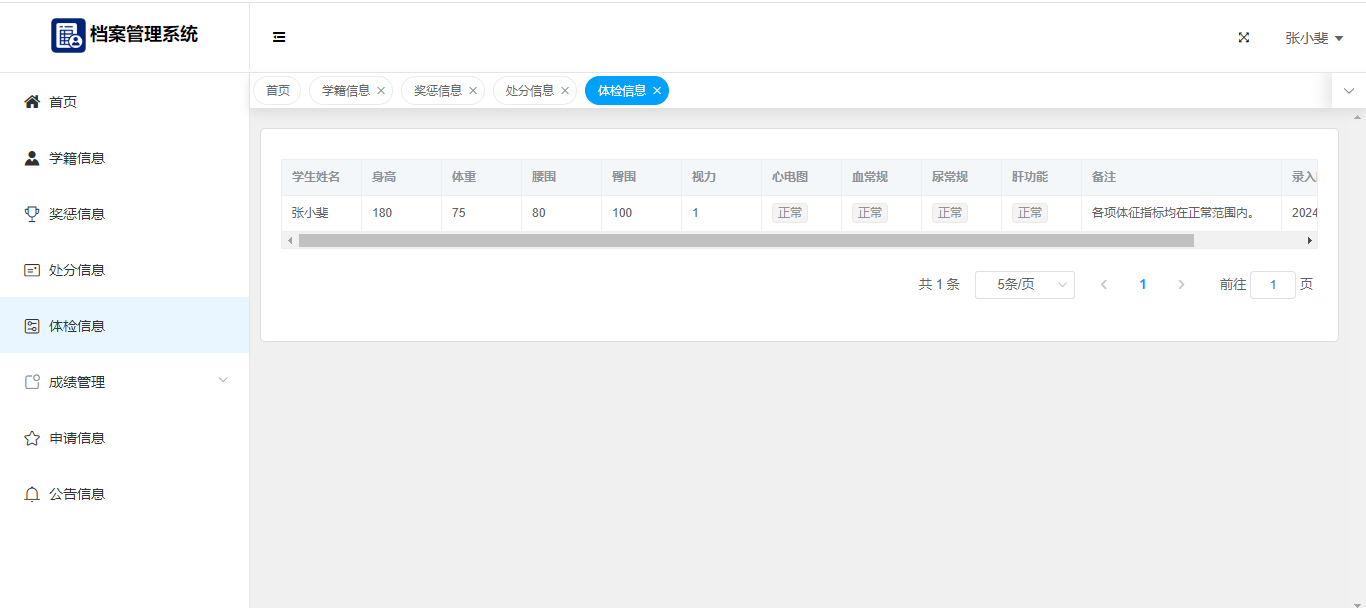 档案管理系统
张小斐
首页
学籍信息
奖惩信息
处分信息
体检信息
成绩管理
申请信息
公告信息
首页 学籍信息 奖惩信息 处分信息 体检信息
学生姓名 身高 体重 腰围 臀围 视力 心电图 血常规 尿常规 肝功能 备注 录入
张小斐 180 75 80 100 1 正常 正常 正常 正常 各项体征指标均在正常范围内。 2024
共 1 条 5条/页 1 前往 1 页